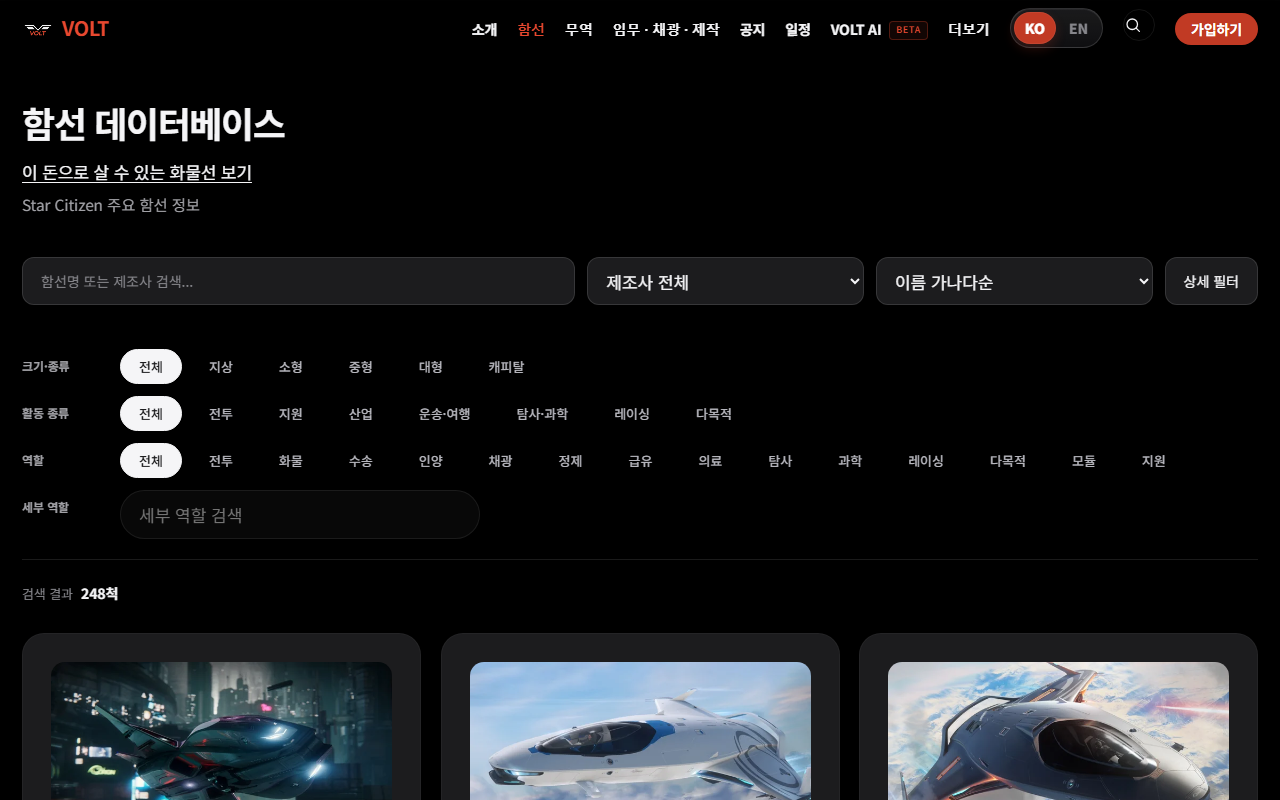 VOLT VOLT 소개 함선 무역 임무 · 채광 · 제작 공지 일정 VOLT AI BETA 더보기 KO EN 가입하기
함선 데이터베이스
이 돈으로 살 수 있는 화물선 보기
Star Citizen 주요 함선 정보
함선명 또는 제조사 검색... 제조사 전체 이름 가나다순 상세 필터
크기·종류 전체 지상 소형 중형 대형 캐피탈
활동 종류 전체 전투 지원 산업 운송·여행 탐사·과학 레이싱 다목적
역할 전체 전투 화물 수송 인양 채광 정제 급유 의료 탐사 과학 레이싱 다목적 모듈 지원
세부 역할 세부 역할 검색
검색 결과 248척